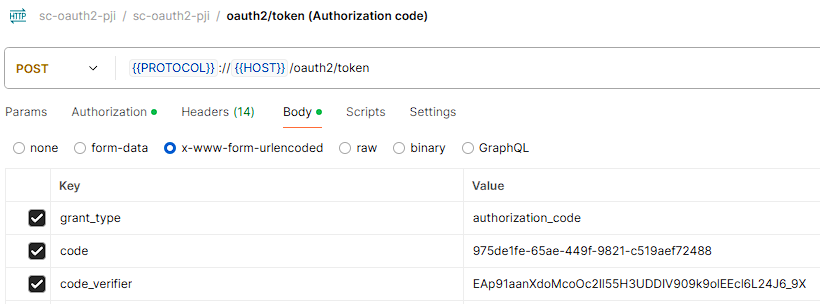 HTTP sc-oauth2-pji / sc-oauth2-pji / oauth2/token (Authorization code)
POST {{PROTOCOL}}://{{HOST}}/oauth2/token
Params Authorization Headers (14) Body Scripts Settings
none form-data x-www-form-urlencoded raw binary GraphQL
Key Value
grant_type authorization_code
code 975de1fe-65ae-449f-9821-c519aef72488
code_verifier EAp91aanXdoMcoOc2II55H3UDDIV909k9olEEcI6L24J6_9X